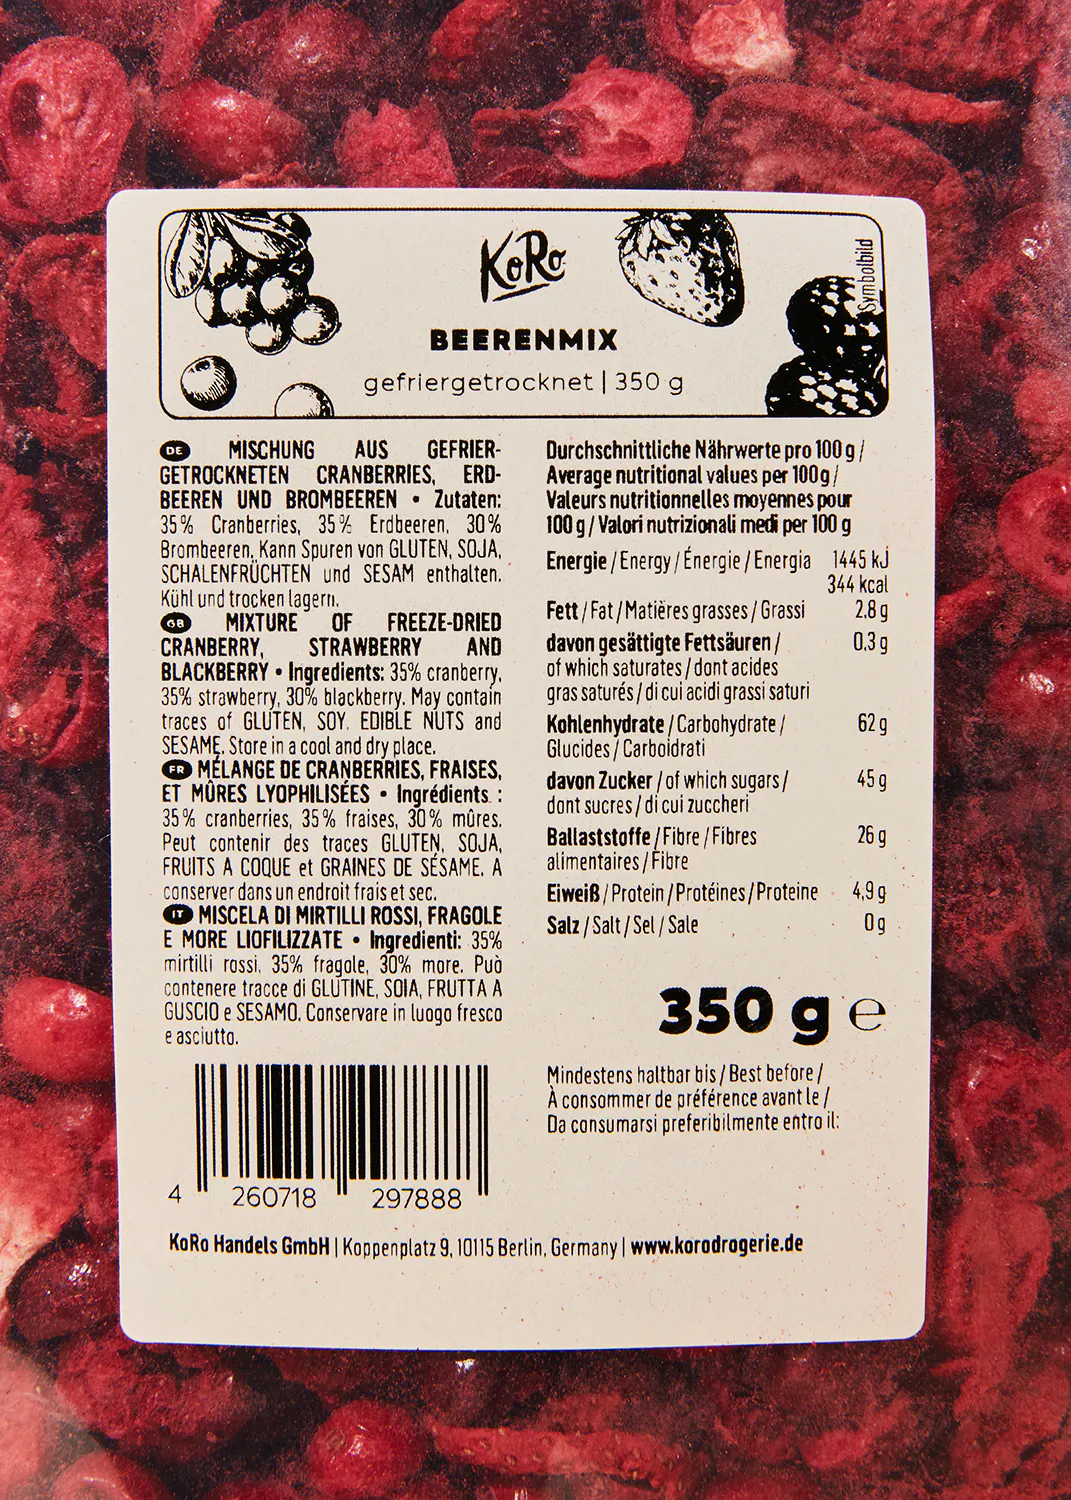 KoRo
BEERENMIX
gefriergetrocknet | 350 g
Symbolbild
DE MISCHUNG AUS GEFRIER-
GETROCKNETEN CRANBERRIES, ERD-
BEEREN UND BROMBEEREN • Zutaten:
35% Cranberries, 35% Erdbeeren, 30%
Brombeeren. Kann Spuren von GLUTEN, SOJA,
SCHALENFRÜCHTEN und SESAM enthalten.
Kühl und trocken lagern.
GB MIXTURE OF FREEZE-DRIED
CRANBERRY, STRAWBERRY AND
BLACKBERRY • Ingredients: 35% cranberry,
35% strawberry, 30% blackberry. May contain
traces of GLUTEN, SOY, EDIBLE NUTS and
SESAME. Store in a cool and dry place.
FR MÉLANGE DE CRANBERRIES, FRAISES,
ET MÛRES LYOPHILISÉES • Ingrédients :
35% cranberries, 35% fraises, 30% mûres.
Peut contenir des traces GLUTEN, SOJA,
FRUITS A COQUE et GRAINES DE SÉSAME. A
conserver dans un endroit frais et sec.
IT MISCELA DI MIRTILLI ROSSI, FRAGOLE
E MORE LIOFILIZZATE • Ingredienti: 35%
mirtilli rossi, 35% fragole, 30% more. Può
contenere tracce di GLUTINE, SOIA, FRUTTA A
GUSCIO e SESAMO. Conservare in luogo fresco
e asciutto.
4 260718 297888
Durchschnittliche Nährwerte pro 100 g /
Average nutritional values per 100g /
Valeurs nutritionnelles moyennes pour
100 g / Valori nutrizionali medi per 100 g
Energie / Energy / Énergie / Energia 1445 kJ
344 kcal
Fett / Fat / Matières grasses / Grassi 2,8 g
davon gesättigte Fettsäuren / 0,3 g
of which saturates / dont acides
gras saturés / di cui acidi grassi saturi
Kohlenhydrate / Carbohydrate / 62 g
Glucides / Carboidrati
davon Zucker / of which sugars / 45 g
dont sucres / di cui zuccheri
Ballaststoffe / Fibre / Fibres 26 g
alimentaires / Fibre
Eiweiß / Protein / Protéines / Proteine 4,9 g
Salz / Salt / Sel / Sale 0 g
350 g ℮
Mindestens haltbar bis / Best before /
À consommer de préférence avant le /
Da consumarsi preferibilmente entro il:
KoRo Handels GmbH | Koppenplatz 9, 10115 Berlin, Germany | www.korodrogerie.de